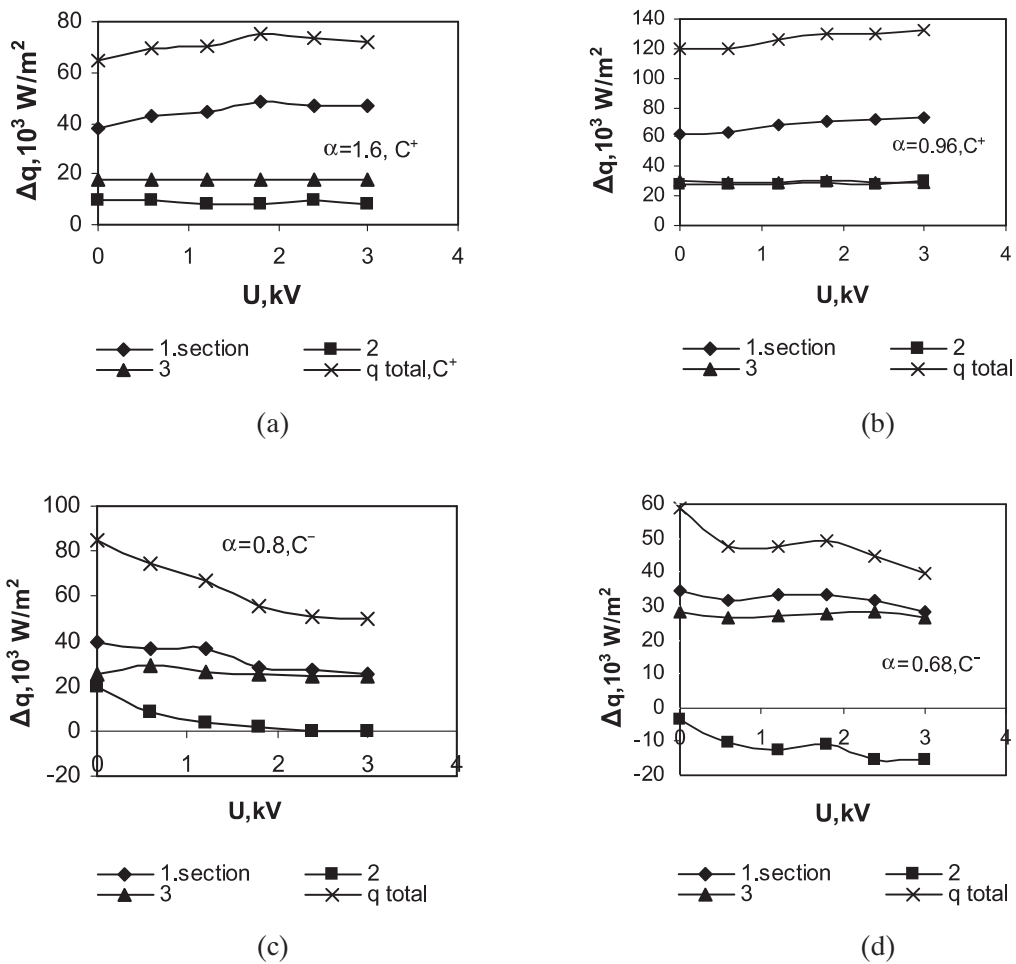 80
60
40
20
0
Δq,10³ W/m²
α=1.6, C⁺
0 1 2 3 4
U,kV
1.section 2
3 q total,C⁺
(a)
140
120
100
80
60
40
20
0
Δq,10³ W/m²
α=0.96,C⁺
0 1 2 3 4
U,kV
1.section 2
3 q total
(b)
100
80
60
40
20
0
-20
Δq,10³ W/m²
α=0.8,C⁻
0 1 2 3 4
U,kV
1.section 2
3 q total
(c)
60
50
40
30
20
10
0
-10
-20
Δq,10³ W/m²
α=0.68,C⁻
0 1 2 3 4
U,kV
1.section 2
3 q total
(d)